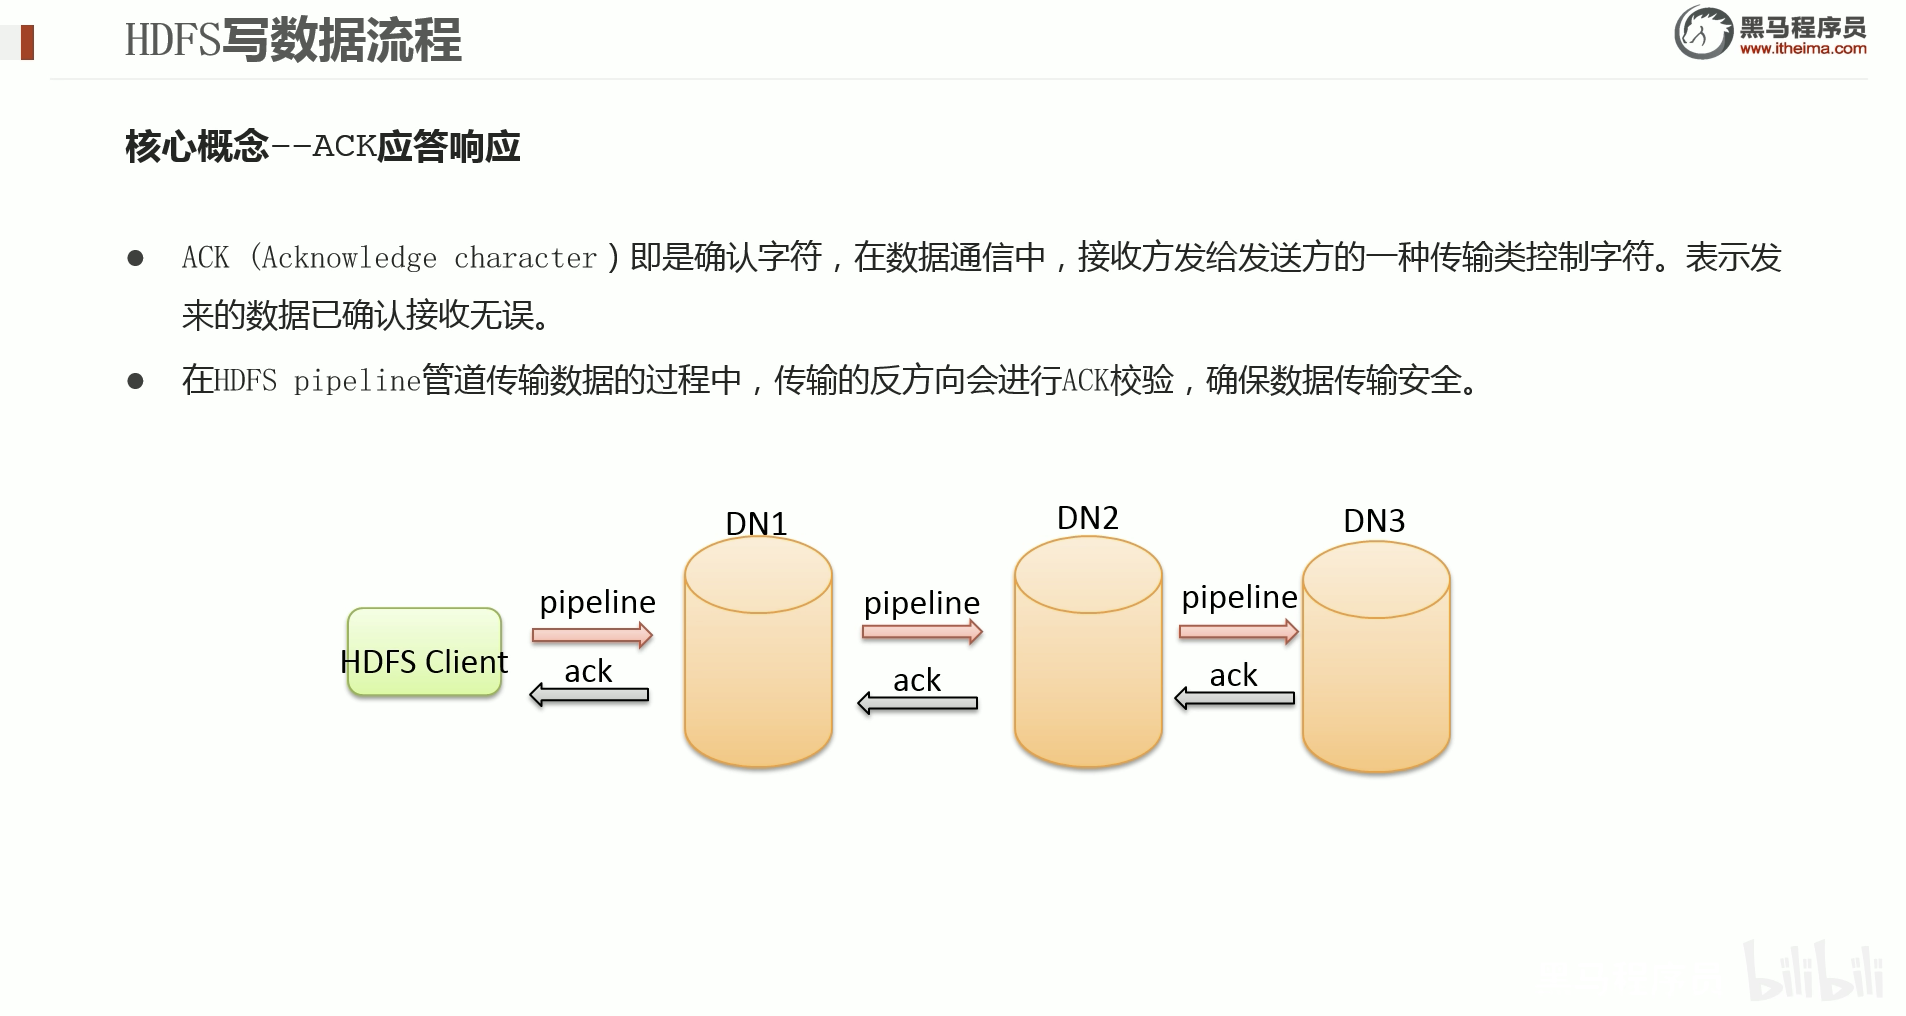 HDFS写数据流程
黑马程序员
www.itheima.com
核心概念--ACK应答响应
● ACK (Acknowledge character)即是确认字符，在数据通信中，接收方发给发送方的一种传输类控制字符。表示发
来的数据已确认接收无误。
● 在HDFS pipeline管道传输数据的过程中，传输的反方向会进行ACK校验，确保数据传输安全。
DN1
DN2
DN3
pipeline
pipeline
pipeline
HDFS Client
ack
ack
ack
bilibili